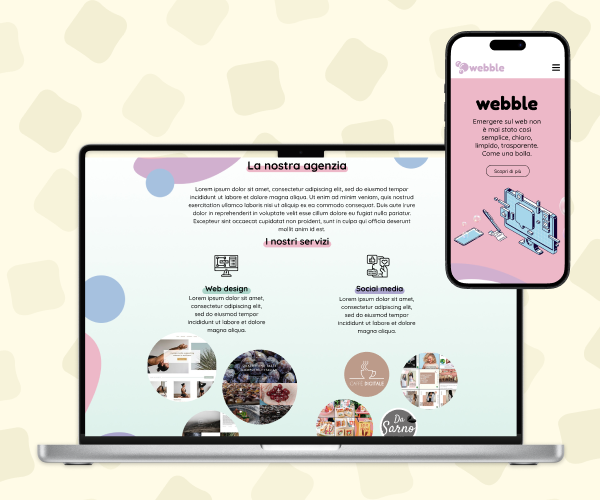 La nostra agenzia
Lorem ipsum dolor sit amet, consectetur adipiscing elit, sed do eiusmod tempor
incididunt ut labore et dolore magna aliqua. Ut enim ad minim veniam, quis nostrud
exercitation ullamco laboris nisi ut aliquip ex ea commodo consequat. Duis aute irure
dolor in reprehenderit in voluptate velit esse cillum dolore eu fugiat nulla pariatur.
Excepteur sint occaecat cupidatat non proident, sunt in culpa qui officia deserunt
mollit anim id est.
I nostri servizi
Web design
Lorem ipsum dolor sit amet,
consectetur adipiscing elit,
sed do eiusmod tempor
incididunt ut labore et dolore
magna aliqua.
Social media
Lorem ipsum dolor sit amet,
consectetur adipiscing elit,
sed do eiusmod tempor
incididunt ut labore et dolore
magna aliqua.
CAFFÈ DIGITALE
Da
Sarno
webble
webble
Emergere sul web non
è mai stato così
semplice, chiaro,
limpido, trasparente.
Come una bolla.
Scopri di più